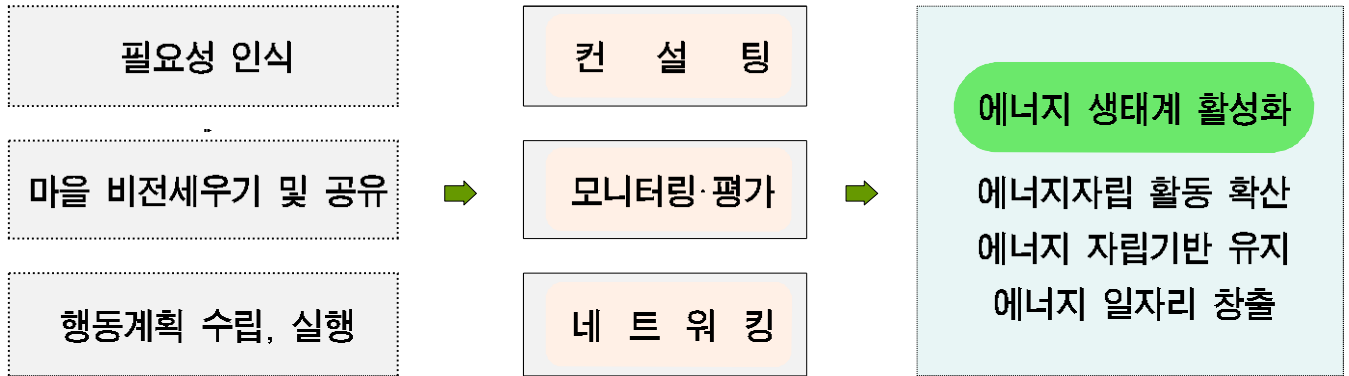 필요성 인식
마을 비전세우기 및 공유
행동계획 수립, 실행
컨 설 팅
모니터링·평가
네 트 워 킹
에너지 생태계 활성화
에너지자립 활동 확산
에너지 자립기반 유지
에너지 일자리 창출